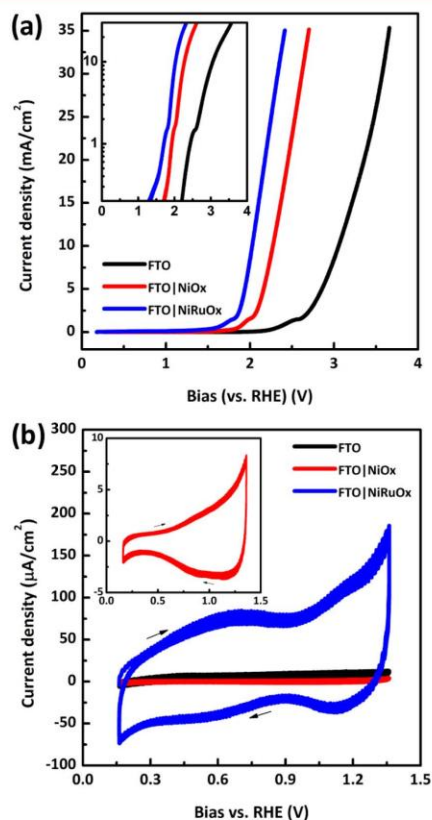 (a)
Current density (mA/cm²)
35
30
25
20
15
10
5
0
10
1
0 1 2 3 4
FTO
FTO|NiOx
FTO|NiRuOx
0 1 2 3 4
Bias (vs. RHE) (V)
(b)
Current density (µA/cm²)
300
250
200
150
100
50
0
-50
-100
10
5
0
-5
0.0 0.5 1.0 1.5
FTO
FTO|NiOx
FTO|NiRuOx
0.0 0.3 0.6 0.9 1.2 1.5
Bias vs. RHE (V)